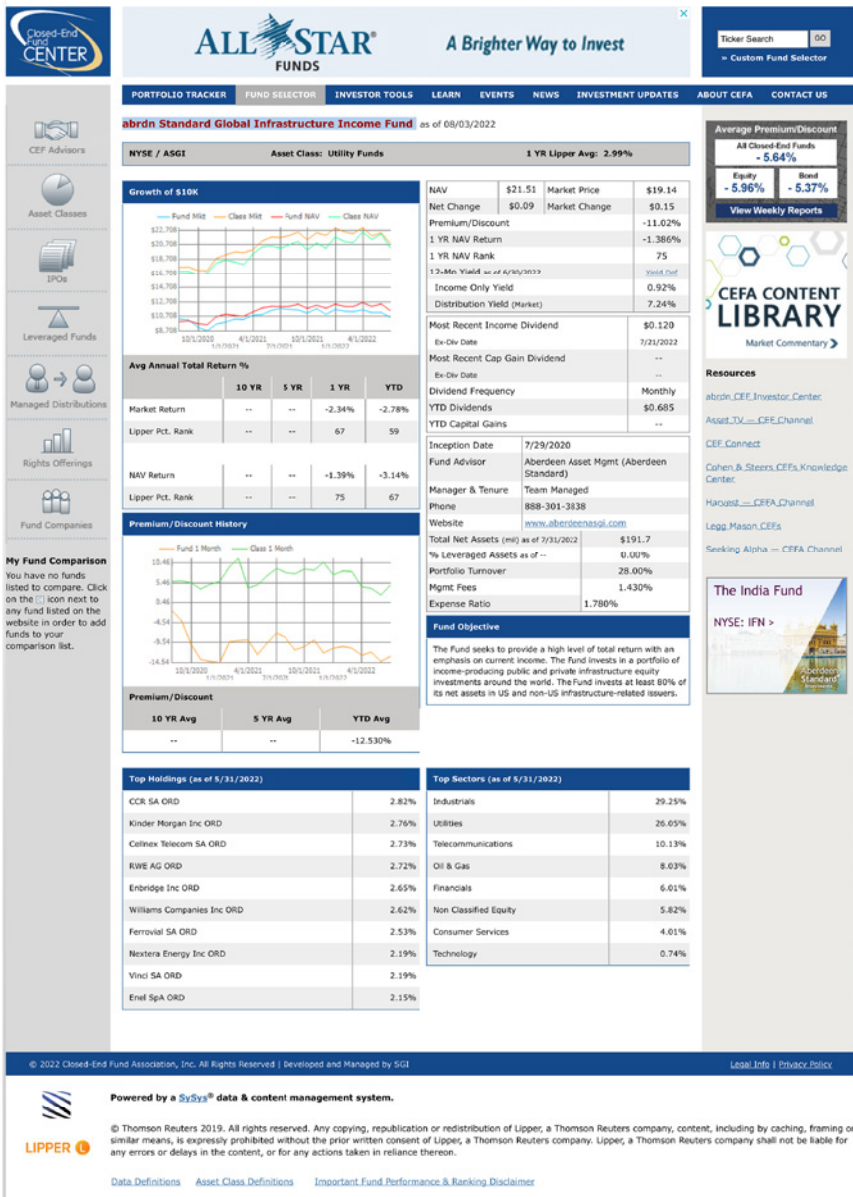 Closed-End
Fund
CENTER
ALL STAR®
FUNDS
A Brighter Way to Invest
Ticker Search
GO
» Custom Fund Selector
PORTFOLIO TRACKER FUND SELECTOR INVESTOR TOOLS LEARN EVENTS NEWS INVESTMENT UPDATES ABOUT CEFA CONTACT US
CEF Advisors
Asset Classes
IPOs
Leveraged Funds
Managed Distributions
Rights Offerings
Fund Companies
My Fund Comparison
You have no funds
listed to compare. Click
on the icon next to
any fund listed on the
website in order to add
funds to your
comparison list.
abrdn Standard Global Infrastructure Income Fund as of 08/03/2022
NYSE / ASGI Asset Class: Utility Funds 1 YR Lipper Avg: 2.99%
Growth of $10K
Fund Mkt Class Mkt Fund NAV Class NAV
$22,708
$20,708
$18,708
$16,708
$14,708
$12,708
$10,708
$8,708
10/1/2020 4/1/2021 10/1/2021 4/1/2022
1/1/2021 7/1/2021 1/1/2022
Avg Annual Total Return %
10 YR 5 YR 1 YR YTD
Market Return -- -- -2.34% -2.78%
Lipper Pct. Rank -- -- 67 59
NAV Return -- -- -1.39% -3.14%
Lipper Pct. Rank -- -- 75 67
Premium/Discount History
Fund 1 Month Class 1 Month
10.46
5.46
0.46
-4.54
-9.54
-14.54
10/1/2020 4/1/2021 10/1/2021 4/1/2022
1/1/2021 7/1/2021 1/1/2022
Premium/Discount
10 YR Avg 5 YR Avg YTD Avg
-- -- -12.530%
NAV $21.51 Market Price $19.14
Net Change $0.09 Market Change $0.15
Premium/Discount -11.02%
1 YR NAV Return -1.386%
1 YR NAV Rank 75
12-Mo Yield as of 6/30/2022 Yield Def
Income Only Yield 0.92%
Distribution Yield (Market) 7.24%
Most Recent Income Dividend $0.120
Ex-Div Date 7/21/2022
Most Recent Cap Gain Dividend --
Ex-Div Date --
Dividend Frequency Monthly
YTD Dividends $0.685
YTD Capital Gains --
Inception Date 7/29/2020
Fund Advisor Aberdeen Asset Mgmt (Aberdeen
Standard)
Manager & Tenure Team Managed
Phone 888-301-3838
Website www.aberdeenasgi.com
Total Net Assets (mil) as of 7/31/2022 $191.7
% Leveraged Assets as of -- 0.00%
Portfolio Turnover 28.00%
Mgmt Fees 1.430%
Expense Ratio 1.780%
Fund Objective
The Fund seeks to provide a high level of total return with an
emphasis on current income. The Fund invests in a portfolio of
income-producing public and private infrastructure equity
investments around the world. The Fund invests at least 80% of
its net assets in US and non-US infrastructure-related issuers.
Top Holdings (as of 5/31/2022)
CCR SA ORD 2.82%
Kinder Morgan Inc ORD 2.76%
Cellnex Telecom SA ORD 2.73%
RWE AG ORD 2.72%
Enbridge Inc ORD 2.65%
Williams Companies Inc ORD 2.62%
Ferrovial SA ORD 2.53%
Nextera Energy Inc ORD 2.19%
Vinci SA ORD 2.19%
Enel SpA ORD 2.15%
Top Sectors (as of 5/31/2022)
Industrials 29.25%
Utilities 26.05%
Telecommunications 10.13%
Oil & Gas 8.03%
Financials 6.01%
Non Classified Equity 5.82%
Consumer Services 4.01%
Technology 0.74%
Average Premium/Discount
All Closed-End Funds
- 5.64%
Equity Bond
- 5.96% - 5.37%
View Weekly Reports
CEFA CONTENT
LIBRARY
Market Commentary
Resources
abrdn CEF Investor Center
Asset TV — CEF Channel
CEF Connect
Cohen & Steers CEFs Knowledge
Center
Harvest — CEFA Channel
Legg Mason CEFs
Seeking Alpha — CEFA Channel
The India Fund
NYSE: IFN >
Aberdeen
Standard
Investments
© 2022 Closed-End Fund Association, Inc. All Rights Reserved | Developed and Managed by SGI
Legal Info | Privacy Policy
Powered by a SySys® data & content management system.
LIPPER
© Thomson Reuters 2019. All rights reserved. Any copying, republication or redistribution of Lipper, a Thomson Reuters company, content, including by caching, framing or
similar means, is expressly prohibited without the prior written consent of Lipper, a Thomson Reuters company. Lipper, a Thomson Reuters company shall not be liable for
any errors or delays in the content, or for any actions taken in reliance thereon.
Data Definitions Asset Class Definitions Important Fund Performance & Ranking Disclaimer